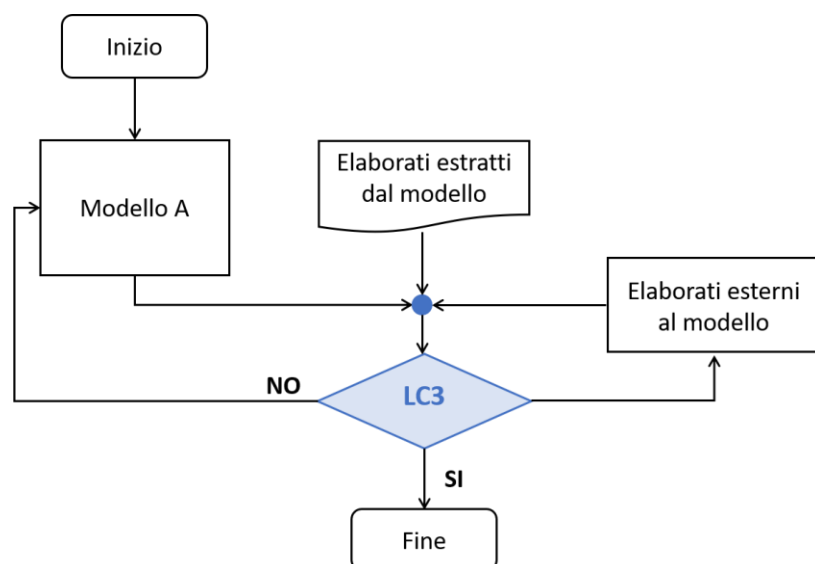 Inizio
Modello A
Elaborati estratti
dal modello
Elaborati esterni
al modello
NO
LC3
SI
Fine